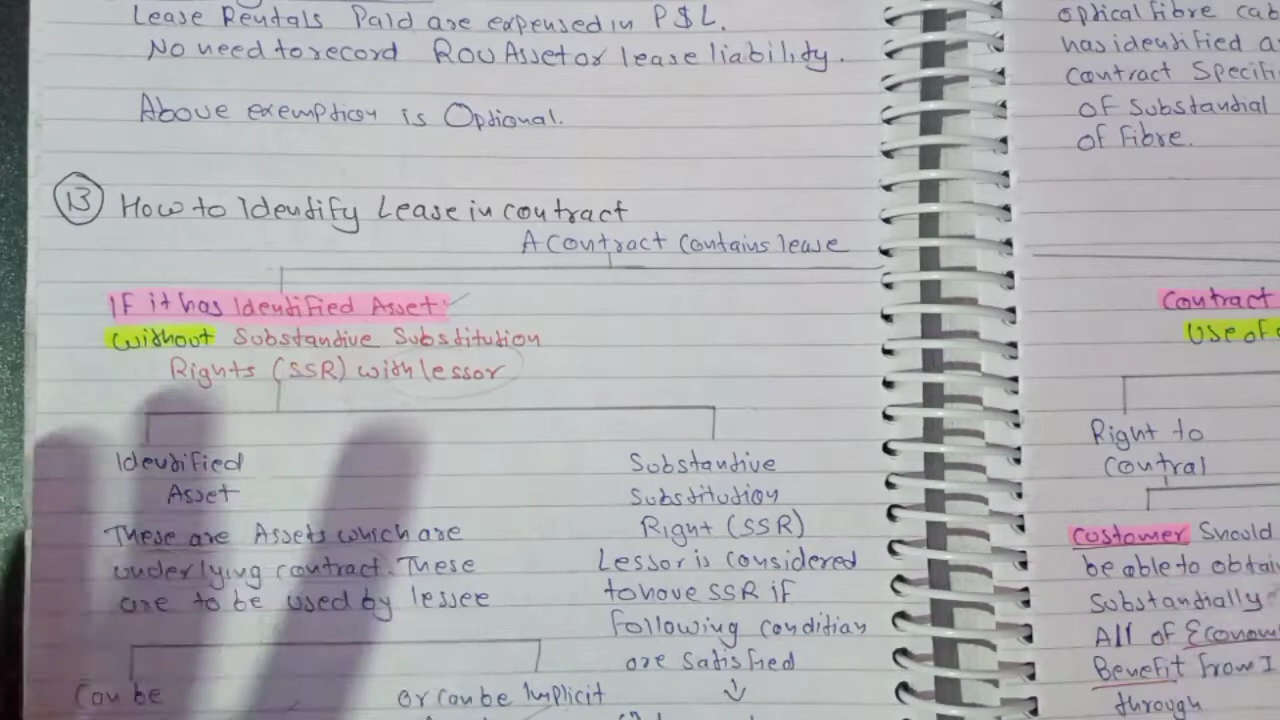 Lease Rentals Paid are expensed in P$L.
No need to record ROU Asset or lease liability.
Above exemption is Optional.
13 How to Identify Lease in contract
A contract contains lease
If it has Identified Asset
without Substantive Substitution
Rights (SSR) with lessor
Identified
Asset
These are Assets which are
underlying contract. These
are to be used by lessee
Can be
or can be Implicit
Substantive
Substitution
Right (SSR)
Lessor is considered
to have SSR if
following condition
are satisfied
optical fibre
has identified
contract
of substantial
of fibre.
Contract
Use of
Right to
control
customer should
be able to
Substantially
All of
Benefit from
through